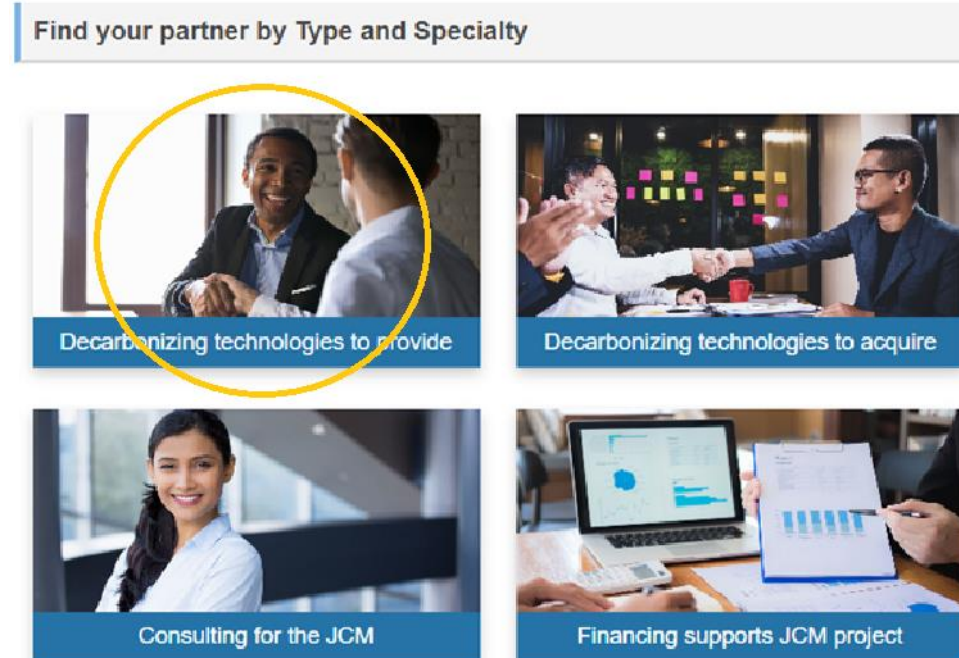 Find your partner by Type and Specialty
Decarbonizing technologies to provide
Decarbonizing technologies to acquire
Consulting for the JCM
Financing supports JCM project